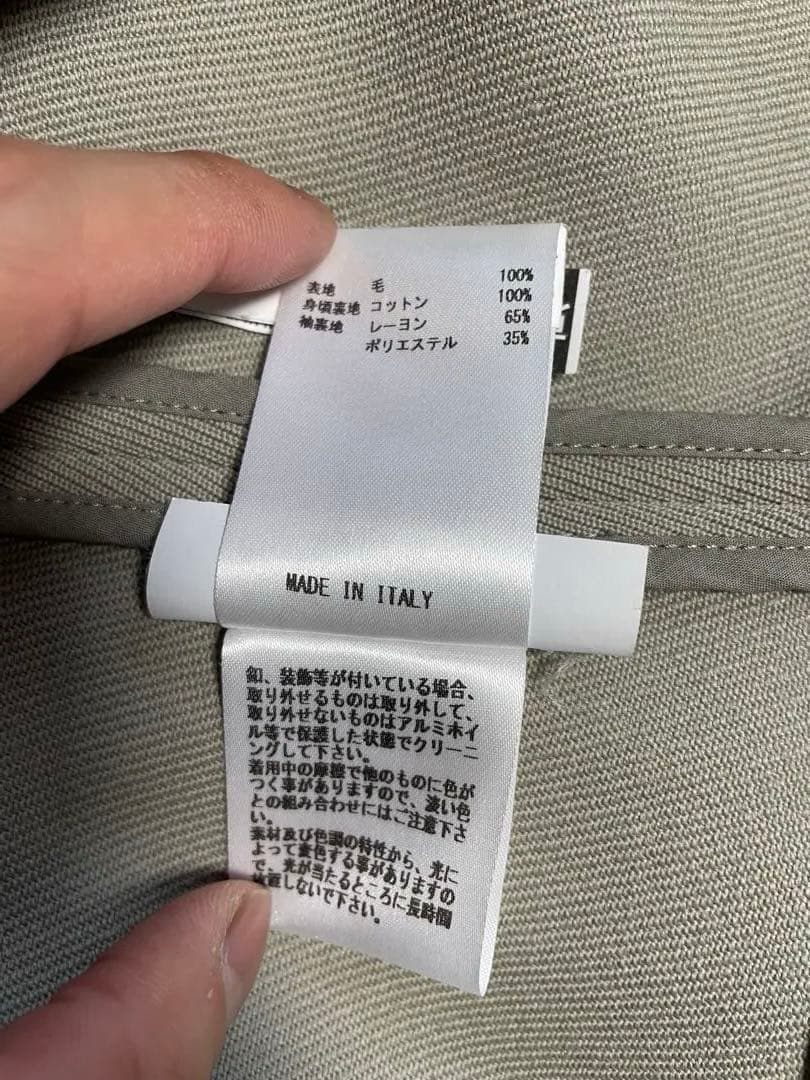 表地 毛 100%
身頃裏地 コットン 100%
袖裏地 レーヨン 65%
ポリエステル 35%
MADE IN ITALY
釦、装飾等が付いている場合、
取り外せるものは取り外して、
取り外せないものはアルミホイ
ル等で保護した状態でクリーニ
ングして下さい。
着用中の摩擦で他のものに色が
つく事がありますので、淡い色
との組み合わせにはご注意下さ
い。
素材及び色調の特性から、光に
よって変色する事がありますの
で、光が当たるところに長時間
放置しないで下さい。